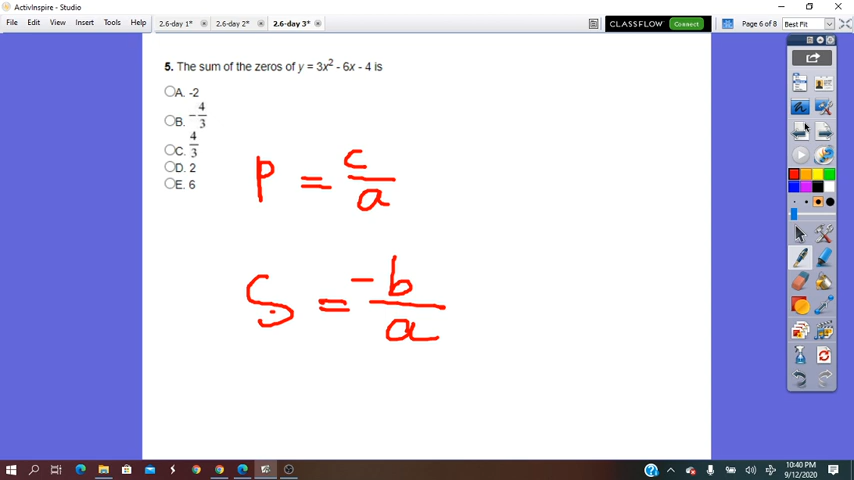 ActivInspire - Studio
File Edit View Insert Tools Help
2.6-day 1* 2.6-day 2* 2.6-day 3*
CLASSFLOW Connect
Page 6 of 8 Best Fit
5. The sum of the zeros of y = 3x² - 6x - 4 is
A. -2
B. -4/3
C. 4/3
D. 2
E. 6
P = c/a
S = -b/a
10:40 PM
9/12/2020